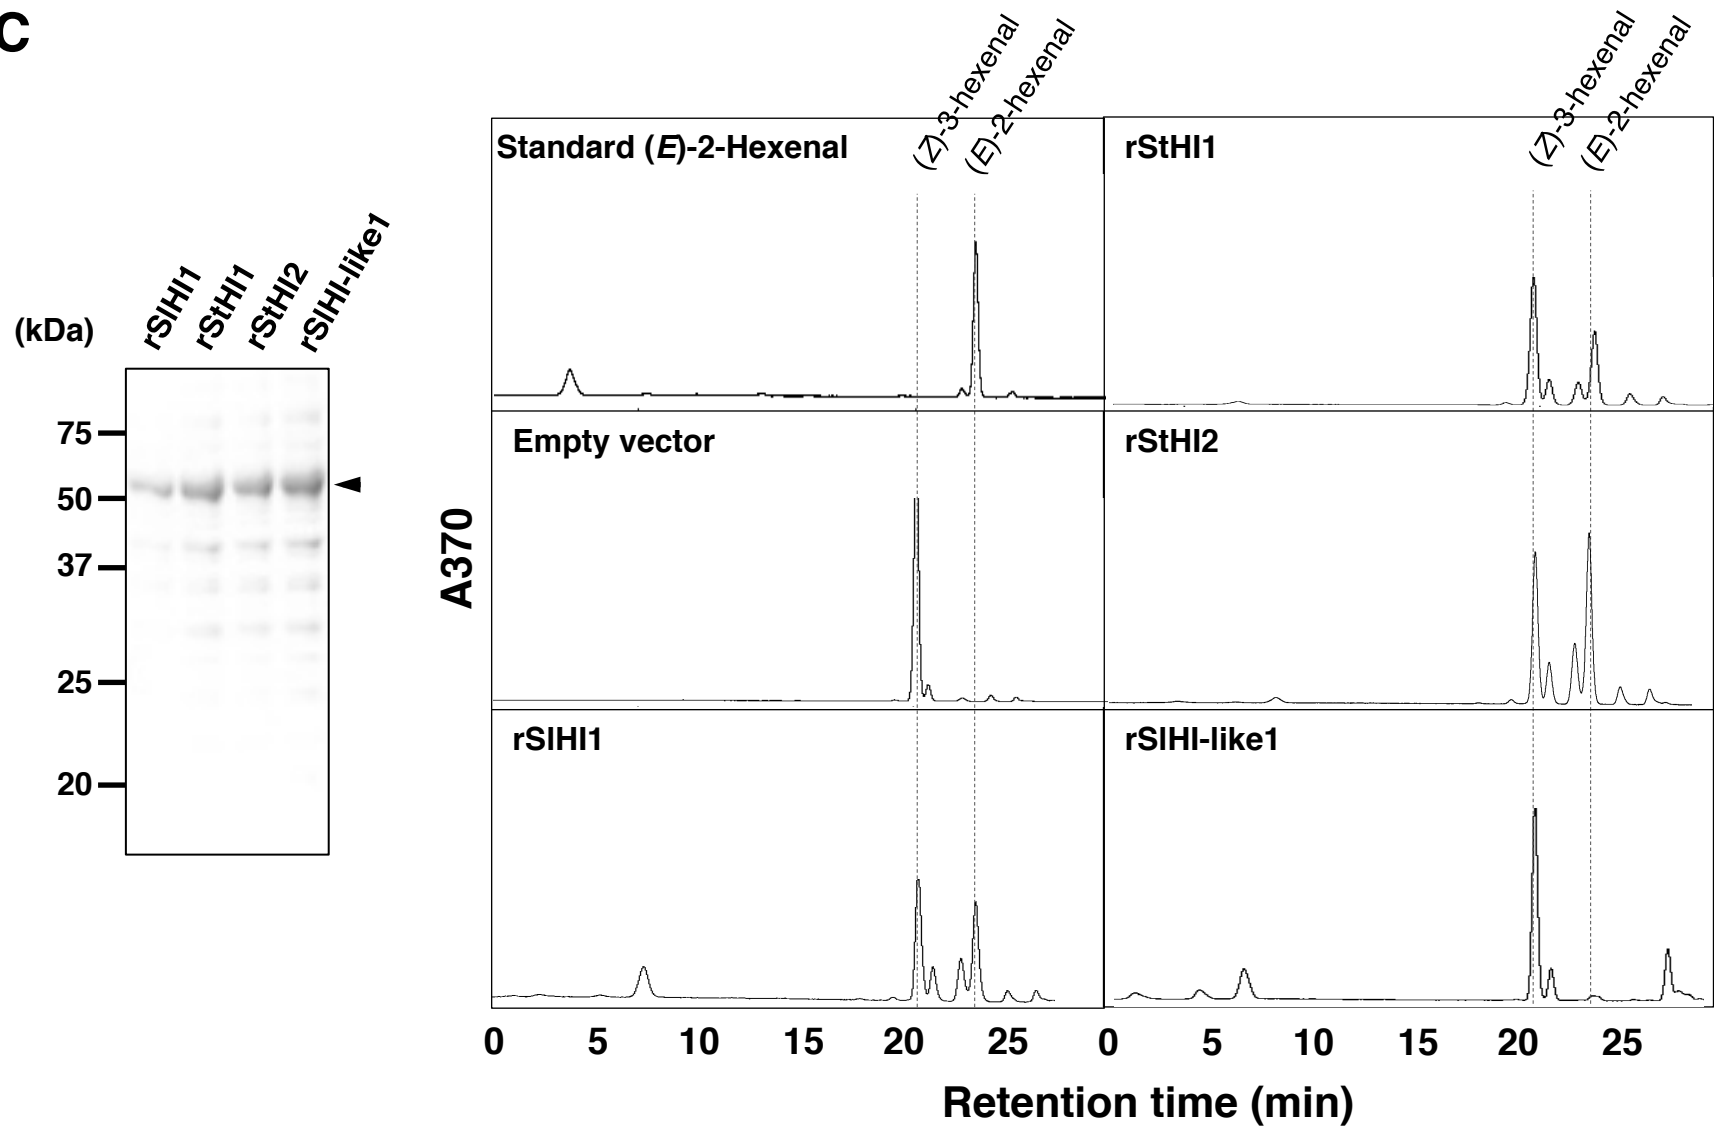 C
(Z)-3-hexenal
(E)-2-hexenal
(Z)-3-hexenal
(E)-2-hexenal
Standard (E)-2-Hexenal
rStHI1
(kDa)
rSlHI1
rStHI1
rStHI2
rSlHI-like1
75
50
37
25
20
Empty vector
rStHI2
A370
rSlHI1
rSlHI-like1
0 5 10 15 20 25 0 5 10 15 20 25
Retention time (min)